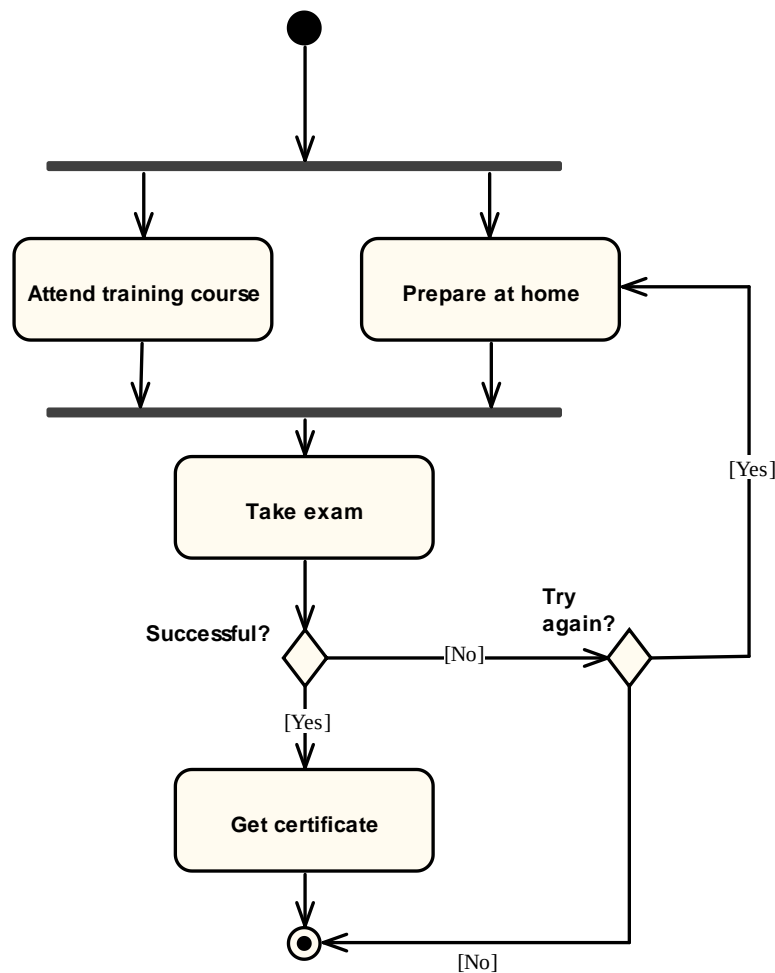 Attend training course
Prepare at home
[Yes]
Take exam
Try
again?
Successful?
[No]
[Yes]
Get certificate
[No]